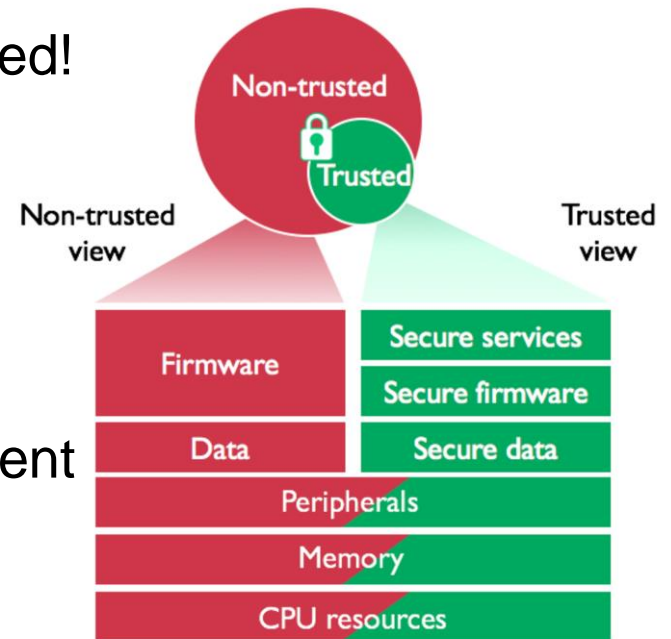 ed!
Non-trusted
Trusted
Non-trusted
view
Trusted
view
Firmware
Secure services
Secure firmware
ent
Data
Secure data
Peripherals
Memory
CPU resources